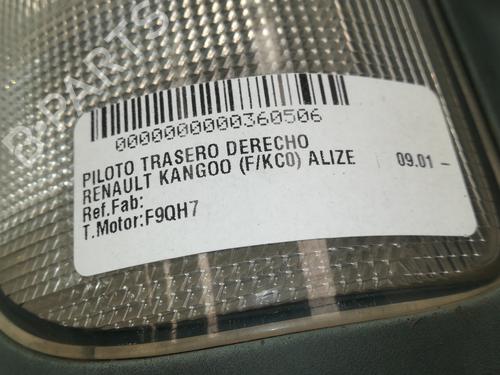 B-PARTS
0000000000360506
PILOTO TRASERO DERECHO
RENAULT KANGOO (F/KC0) ALIZE 09.01 -
Ref.Fab:
T.Motor:F9QH7